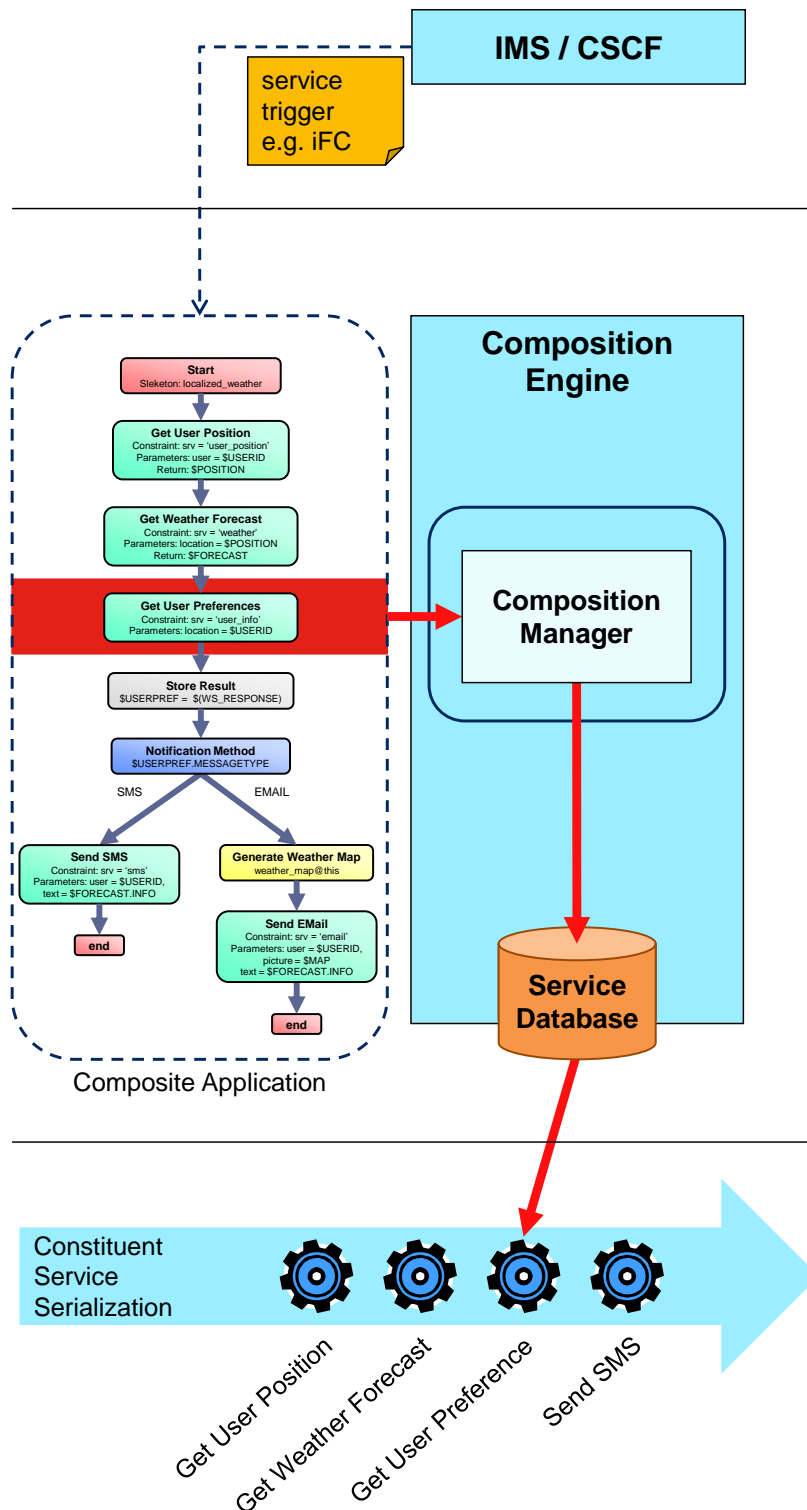 IMS / CSCF
service
trigger
e.g. iFC
Composition
Engine
Start
Sleketon: localized_weather
Get User Position
Constraint: srv = ‘user_position’
Parameters: user = $USERID
Return: $POSITION
Get Weather Forecast
Constraint: srv = ‘weather’
Parameters: location = $POSITION
Return: $FORECAST
Get User Preferences
Constraint: srv = ‘user_info’
Parameters: location = $USERID
Composition
Manager
Store Result
$USERPREF = $(WS_RESPONSE)
Notification Method
$USERPREF.MESSAGETYPE
SMS
EMAIL
Send SMS
Constraint: srv = ‘sms’
Parameters: user = $USERID,
text = $FORECAST.INFO
end
Generate Weather Map
weather_map@this
Send EMail
Constraint: srv = ‘email’
Parameters: user = $USERID,
picture = $MAP
text = $FORECAST.INFO
end
Service
Database
Composite Application
Constituent
Service
Serialization
Get User Position
Get Weather Forecast
Get User Preference
Send SMS